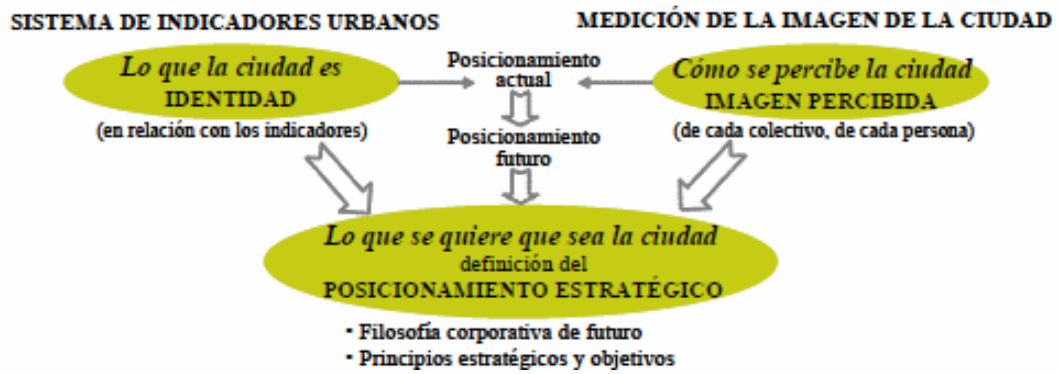 SISTEMA DE INDICADORES URBANOS
MEDICIÓN DE LA IMAGEN DE LA CIUDAD
Lo que la ciudad es
IDENTIDAD
(en relación con los indicadores)
Posicionamiento
actual
Posicionamiento
futuro
Cómo se percibe la ciudad
IMAGEN PERCIBIDA
(de cada colectivo, de cada persona)
Lo que se quiere que sea la ciudad
definición del
POSICIONAMIENTO ESTRATÉGICO
· Filosofía corporativa de futuro
· Principios estratégicos y objetivos